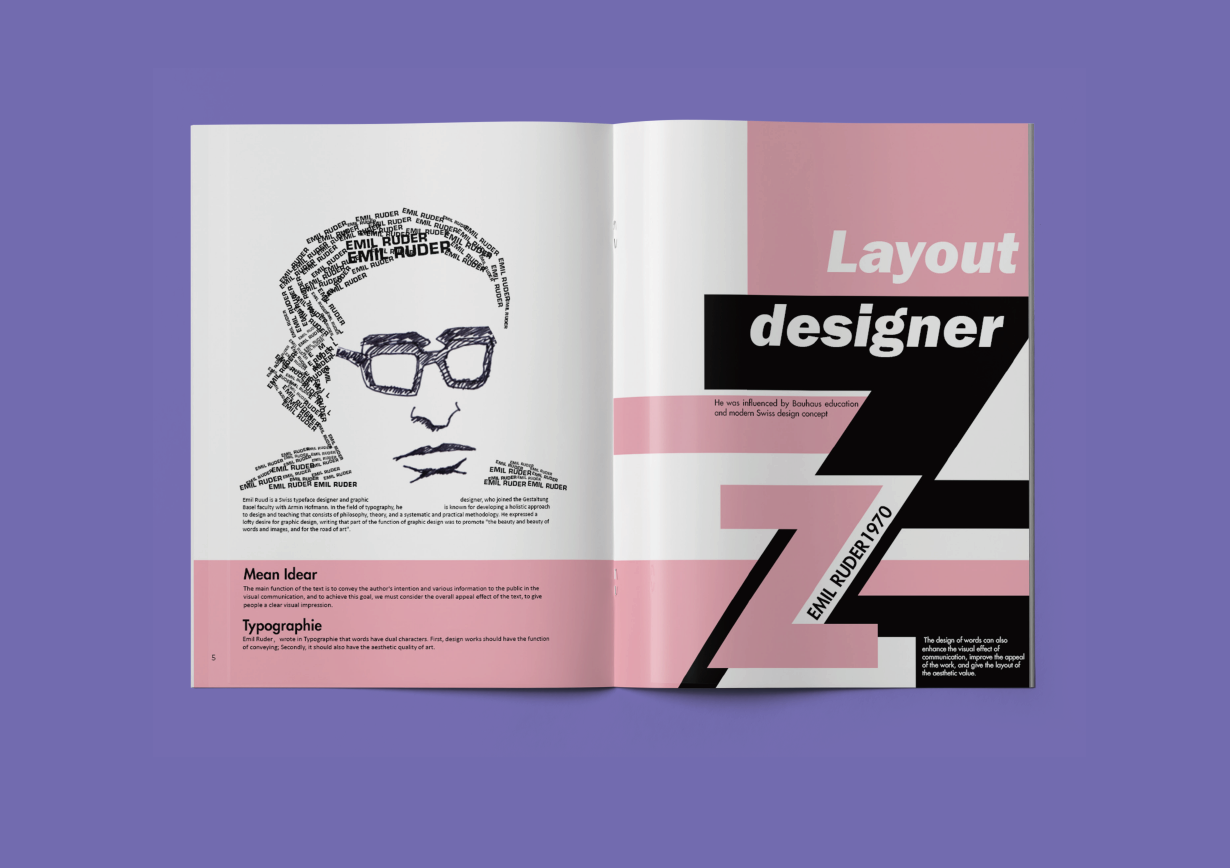 EMIL RUDER
EMIL RUDER
EMIL RUDER
EMIL RUDER
EMIL RUDER
EMIL RUDER
EMIL RUDER
EMIL RUDER
EMIL RUDER EMIL RUDER
EMIL RUDER EMIL RUDER
Emil Ruud is a Swiss typeface designer and graphic designer, who joined the Gestaltung
Basel faculty with Armin Hofmann. In the field of typography, he is known for developing a holistic approach
to design and teaching that consists of philosophy, theory, and a systematic and practical methodology. He expressed a
lofty desire for graphic design, writing that part of the function of graphic design was to promote "the beauty and beauty of
words and images, and for the road of art".
Mean Idear
The main function of the text is to convey the author's intention and various information to the public in the
visual communication, and to achieve this goal, we must consider the overall appeal effect of the text, to give
people a clear visual impression.
Typographie
Emil Ruder, wrote in Typographie that words have dual characters. First, design works should have the function
of conveying; Secondly, it should also have the aesthetic quality of art.
5
Layout
designer
He was influenced by Bauhaus education
and modern Swiss design concept
EMIL RUDER1970
The design of words can also
enhance the visual effect of
communication, improve the appeal
of the work, and give the layout of
the aesthetic value.